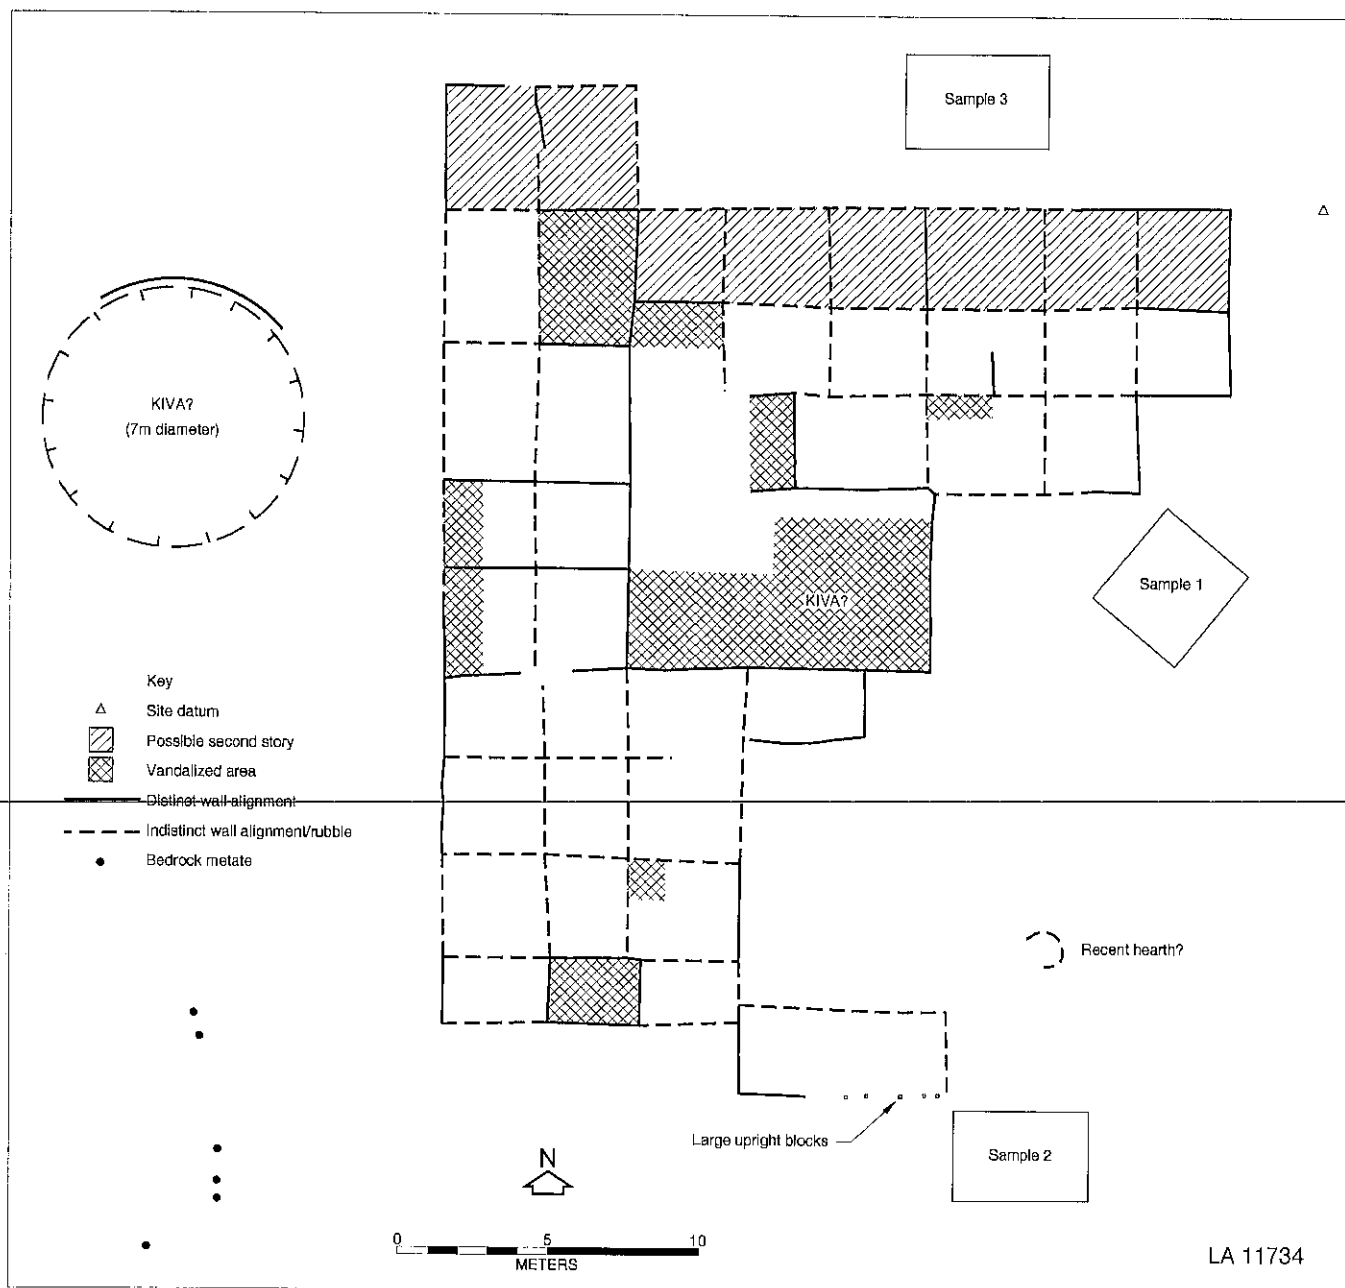 Sample 3
KIVA?
(7m diameter)
Sample 1
KIVA?
Key
Site datum
Possible second story
Vandalized area
Distinct wall alignment
Indistinct wall alignment/rubble
Bedrock metate
Recent hearth?
Large upright blocks
Sample 2
N
0 5 10
METERS
LA 11734